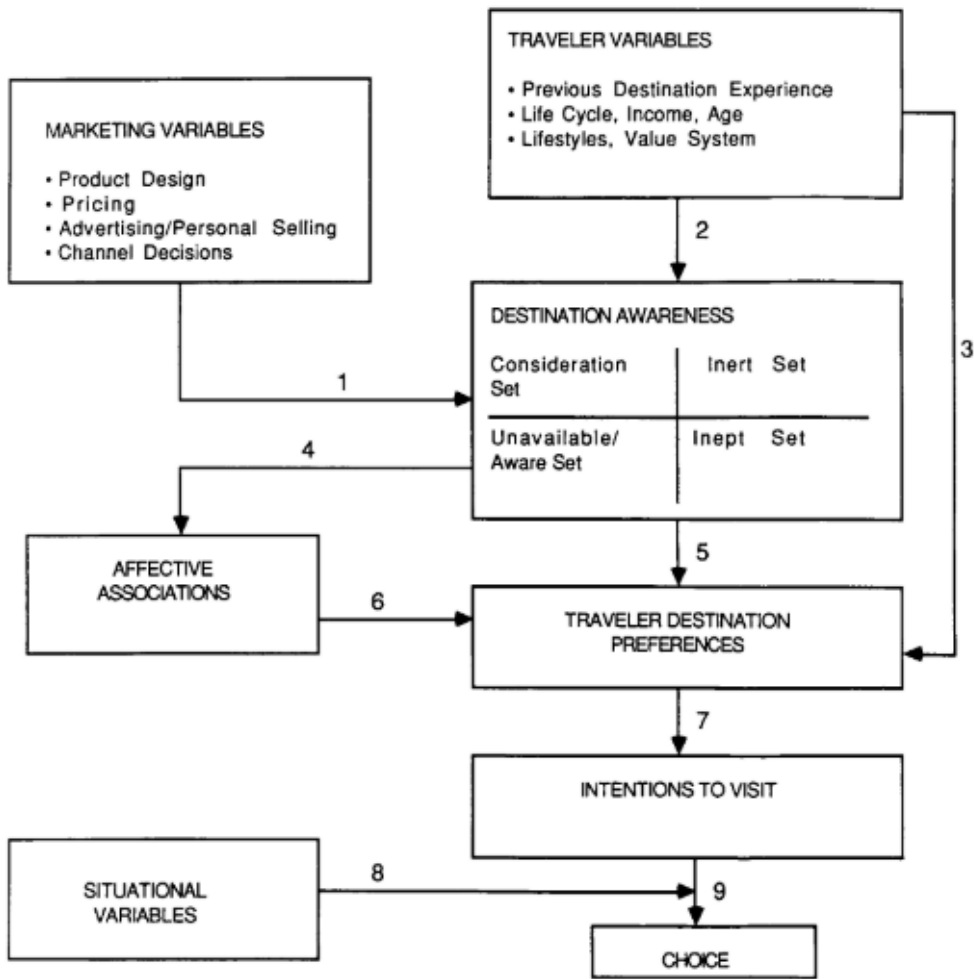 TRAVELER VARIABLES
• Previous Destination Experience
• Life Cycle, Income, Age
• Lifestyles, Value System
MARKETING VARIABLES
• Product Design
• Pricing
• Advertising/Personal Selling
• Channel Decisions
2
3
DESTINATION AWARENESS
Consideration
Set
Inert Set
Unavailable/
Aware Set
Inept Set
1
4
5
AFFECTIVE
ASSOCIATIONS
6
TRAVELER DESTINATION
PREFERENCES
7
INTENTIONS TO VISIT
SITUATIONAL
VARIABLES
8
9
CHOICE